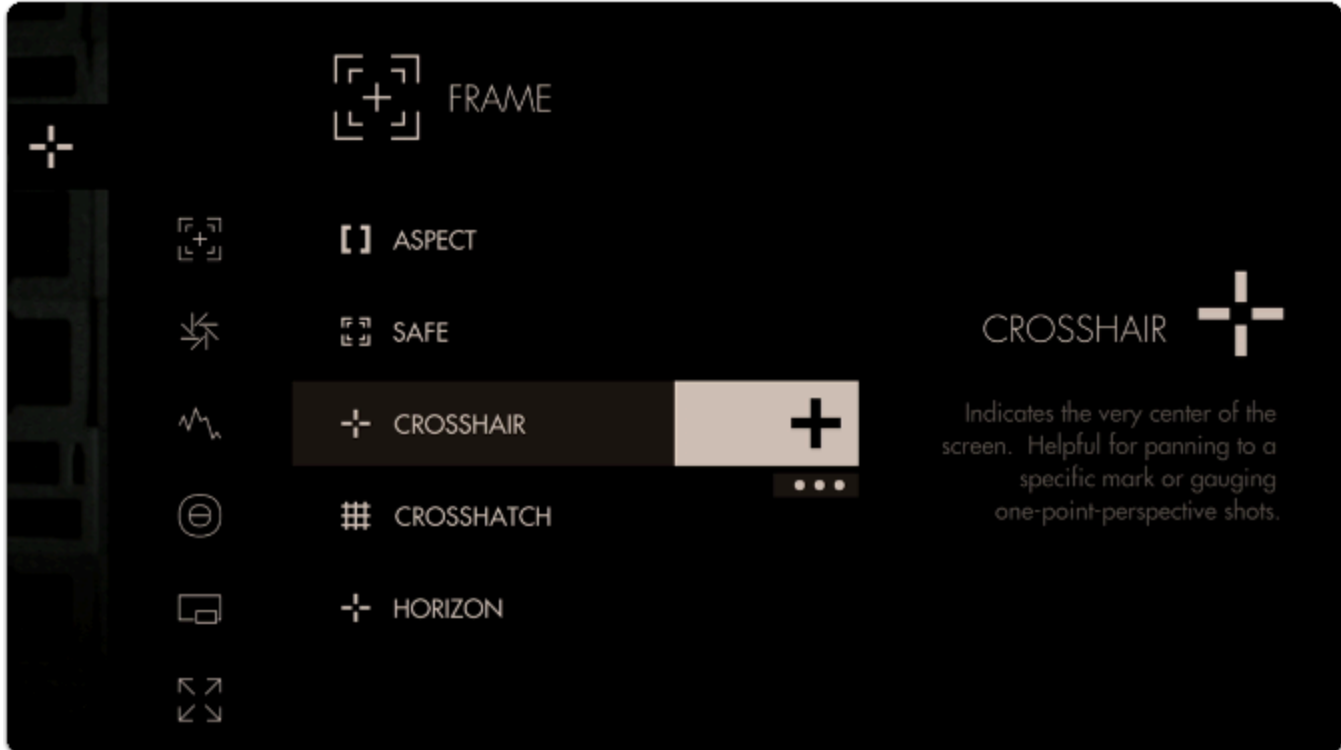 FRAME
ASPECT
SAFE
CROSSHAIR
CROSSHATCH
HORIZON
CROSSHAIR
Indicates the very center of the
screen. Helpful for panning to a
specific mark or gauging
one-point-perspective shots.